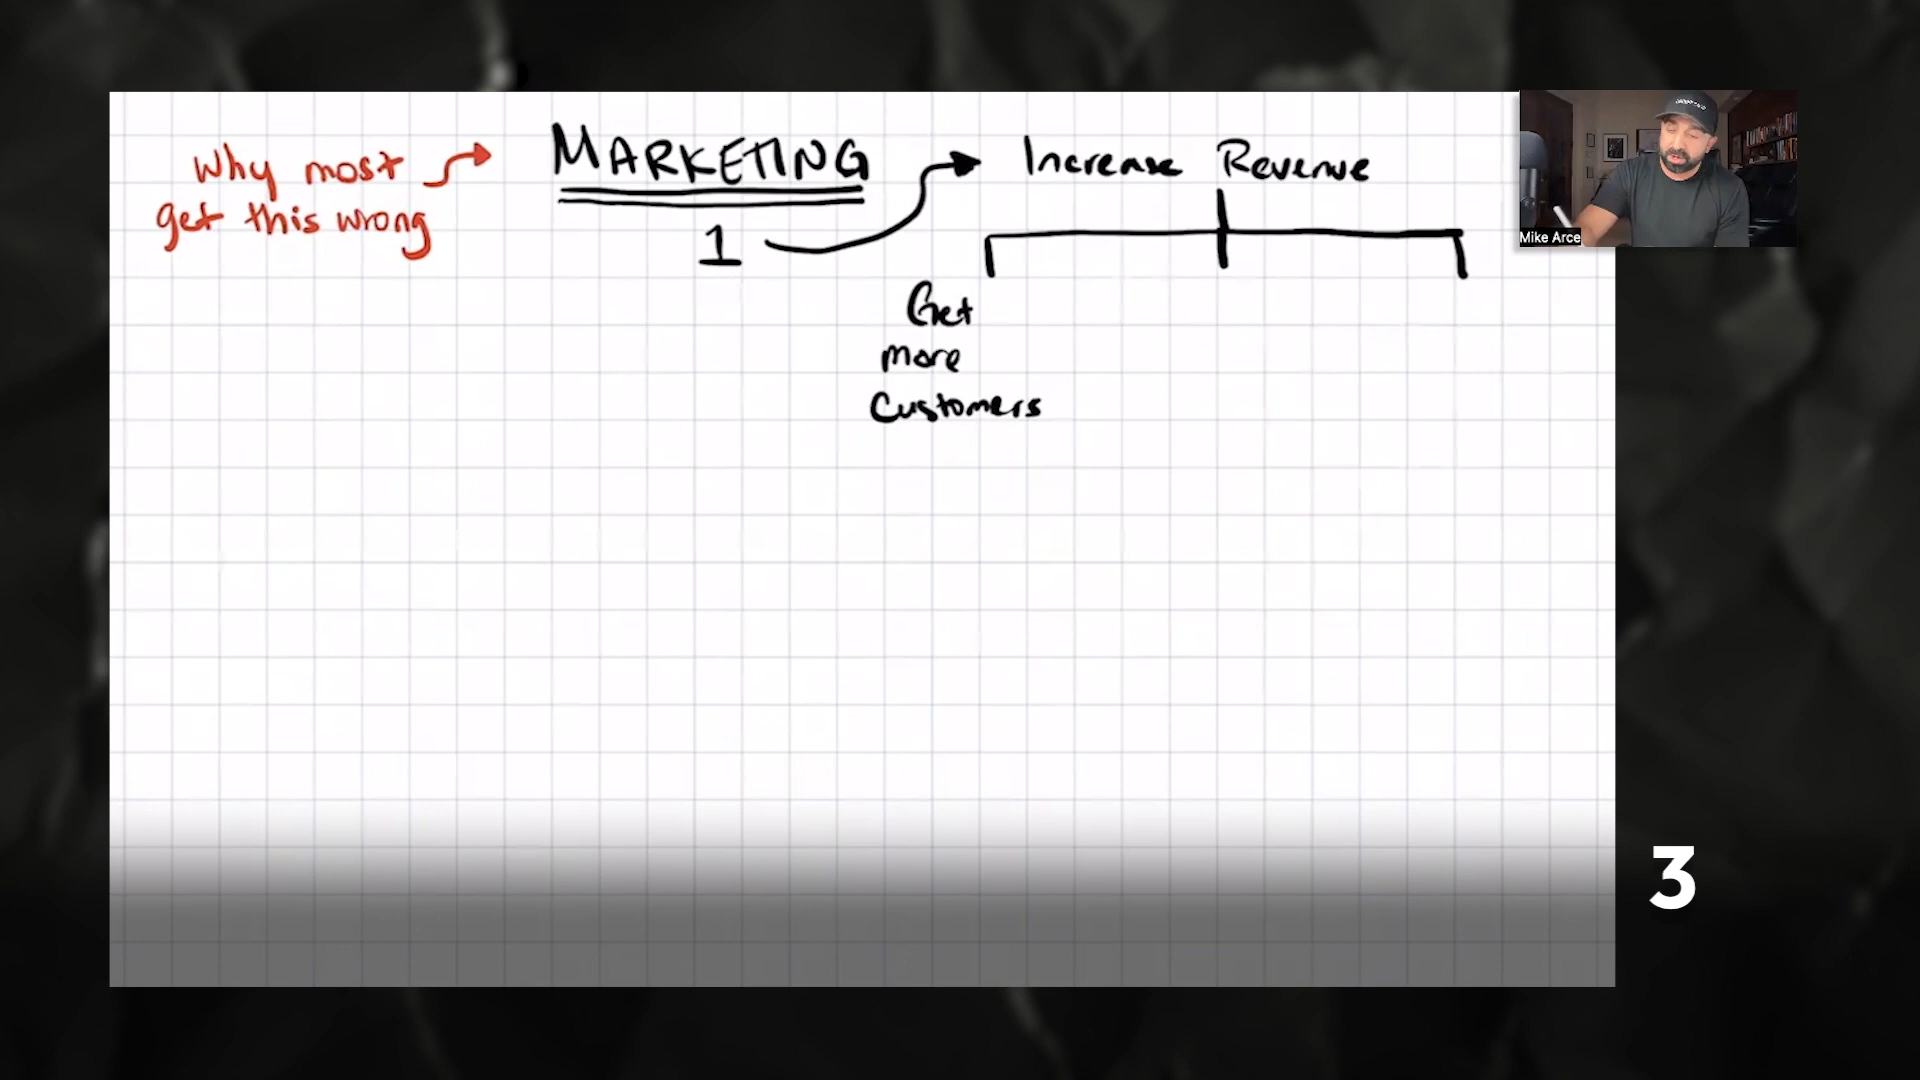 Why most
get this wrong
MARKETING
1
Increase Revenue
Get
more
Customers
Mike Arce
3